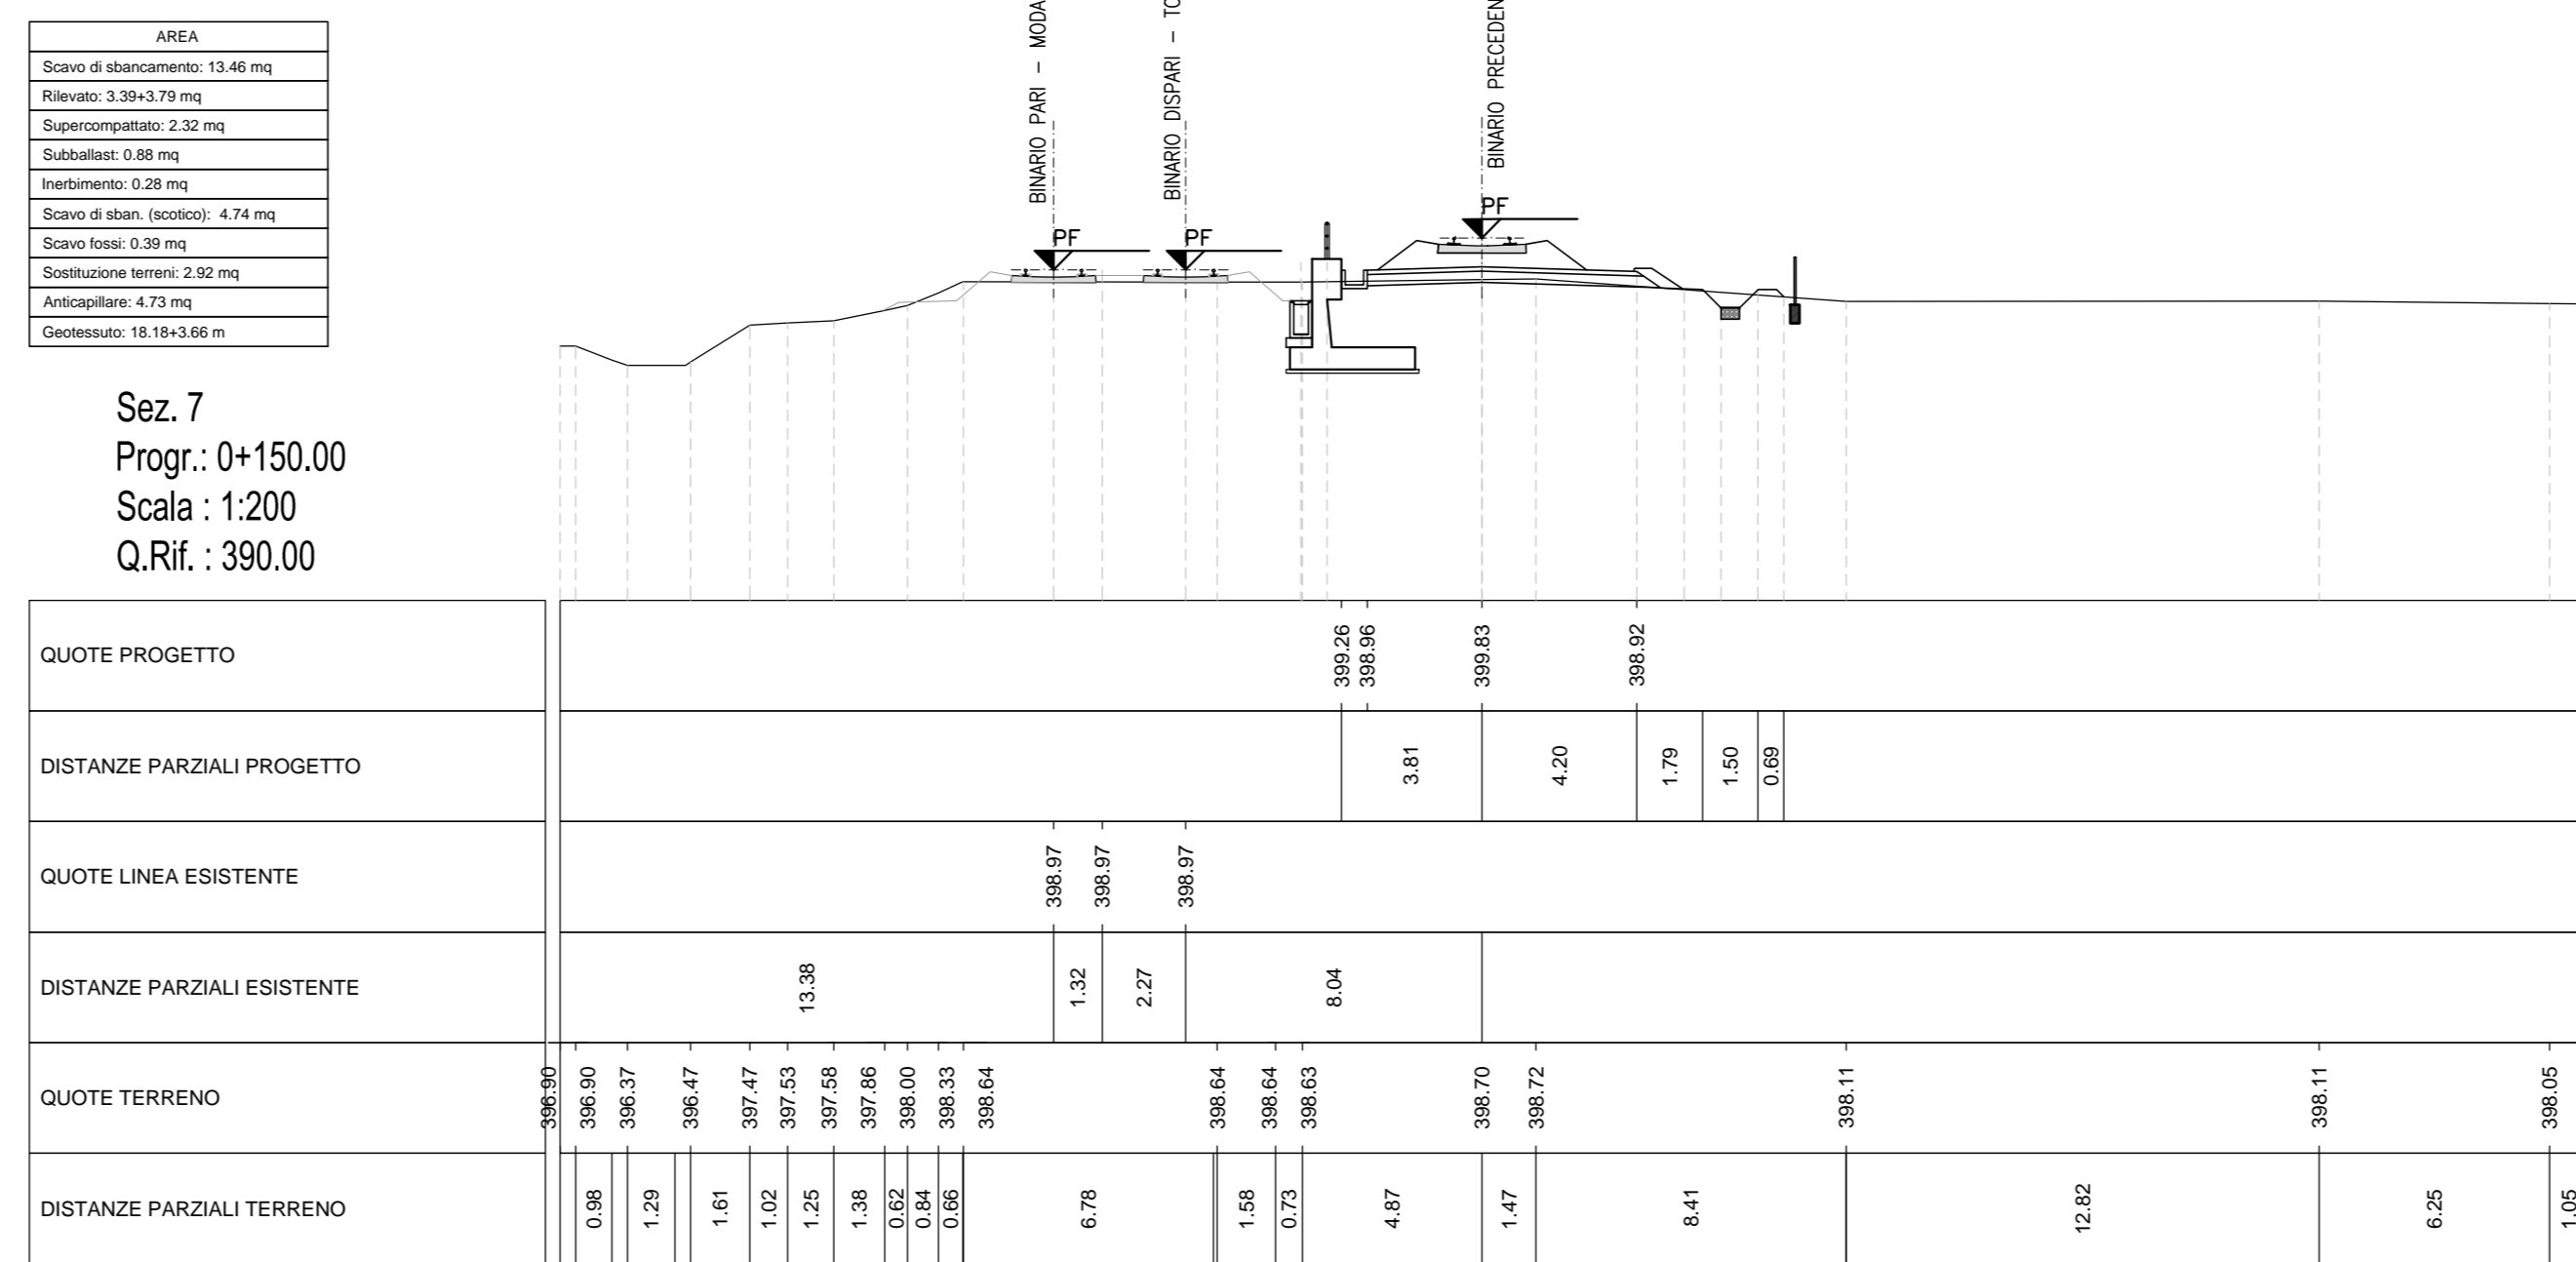 AREA
Scavo di sbancamento: 13.46 mq
Rilevato: 3.39+3.79 mq
Supercompattato: 2.32 mq
Subballast: 0.88 mq
Inerbimento: 0.28 mq
Scavo di sban. (scotico): 4.74 mq
Scavo fossi: 0.39 mq
Sostituzione terreni: 2.92 mq
Anticapillare: 4.73 mq
Geotessuto: 18.18+3.66 m
BINARIO PARI - MODA
BINARIO DISPARI - TO
BINARIO PRECEDEN
PF
PF
PF
Sez. 7
Progr.: 0+150.00
Scala : 1:200
Q.Rif. : 390.00
QUOTE PROGETTO
399.26
398.96
399.83
398.92
DISTANZE PARZIALI PROGETTO
3.81
4.20
1.79
1.50
0.69
QUOTE LINEA ESISTENTE
398.97
398.97
398.97
DISTANZE PARZIALI ESISTENTE
13.38
1.32
2.27
8.04
QUOTE TERRENO
396.90
396.90
396.37
396.47
397.47
397.53
397.58
397.86
398.00
398.33
398.64
398.64
398.64
398.63
398.70
398.72
398.11
398.11
398.05
DISTANZE PARZIALI TERRENO
0.98
1.29
1.61
1.02
1.25
1.38
0.62
0.84
0.66
6.78
1.58
0.73
4.87
1.47
8.41
12.82
6.25
1.05